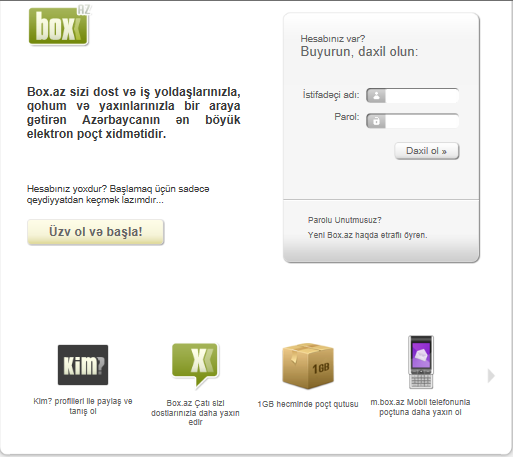 box
AZ
Box.az sizi dost və iş yoldaşlarınızla,
qohum və yaxınlarınızla bir araya
gətirən Azərbaycanın ən böyük
elektron poçt xidmətidir.
Hesabınız yoxdur? Başlamaq üçün sadəcə
qeydiyyatdan keçmək lazımdır...
Üzv ol və başla!
Hesabınız var?
Buyurun, daxil olun:
İstifadəçi adı:
Parol:
Daxil ol »
Parolu Unutmusuz?
Yeni Box.az haqda ətraflı öyrən.
Kim?
Kim? profilləri ilə paylaş və
tanış ol
X
Box.az Çatı sizi
dostlarınızla daha yaxın
edir
1GB
1GB həcmində poçt qutusu
m.box.az Mobil telefonunla
poçtuna daha yaxın ol